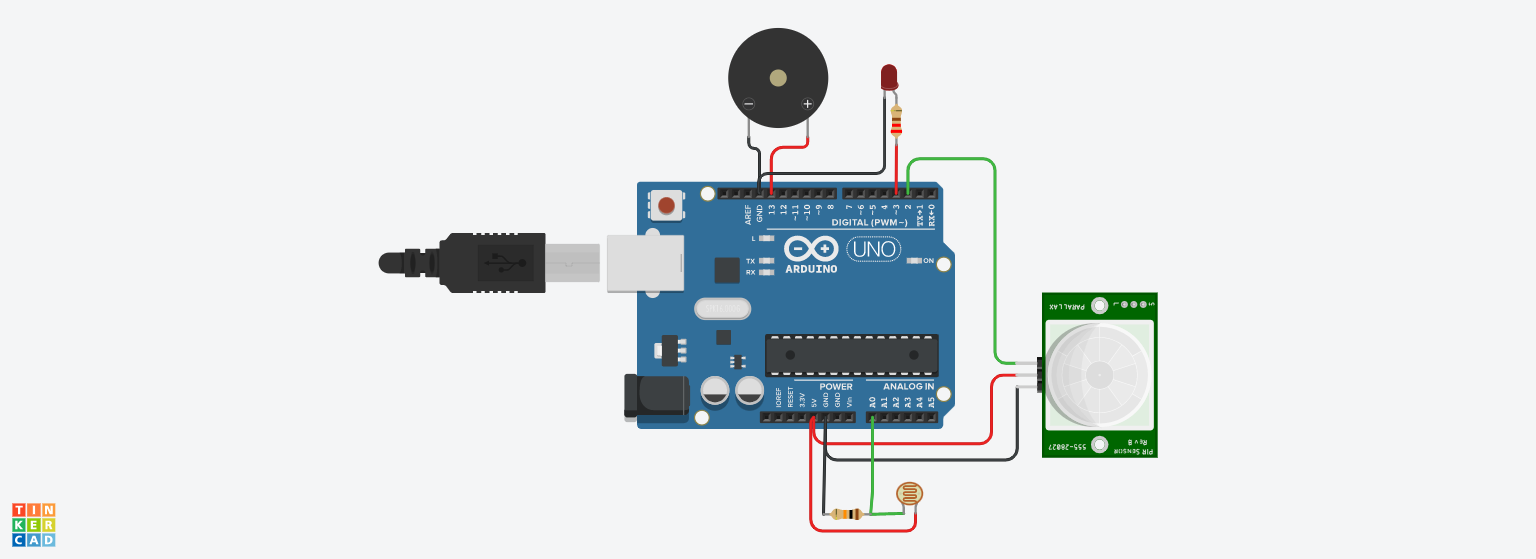 − +
AREF
GND
13
12
~11
~10
~9
8
7
~6
~5
4
~3
2
TX→1
RX←0
DIGITAL (PWM~)
L
TX
RX
ARDUINO
UNO
ON
PARALLAX
POWER
ANALOG IN
IOREF
RESET
3.3V
5V
GND
GND
Vin
A0
A1
A2
A3
A4
A5
555-28027
PIR SENSOR
Rev B
TIN
KER
CAD